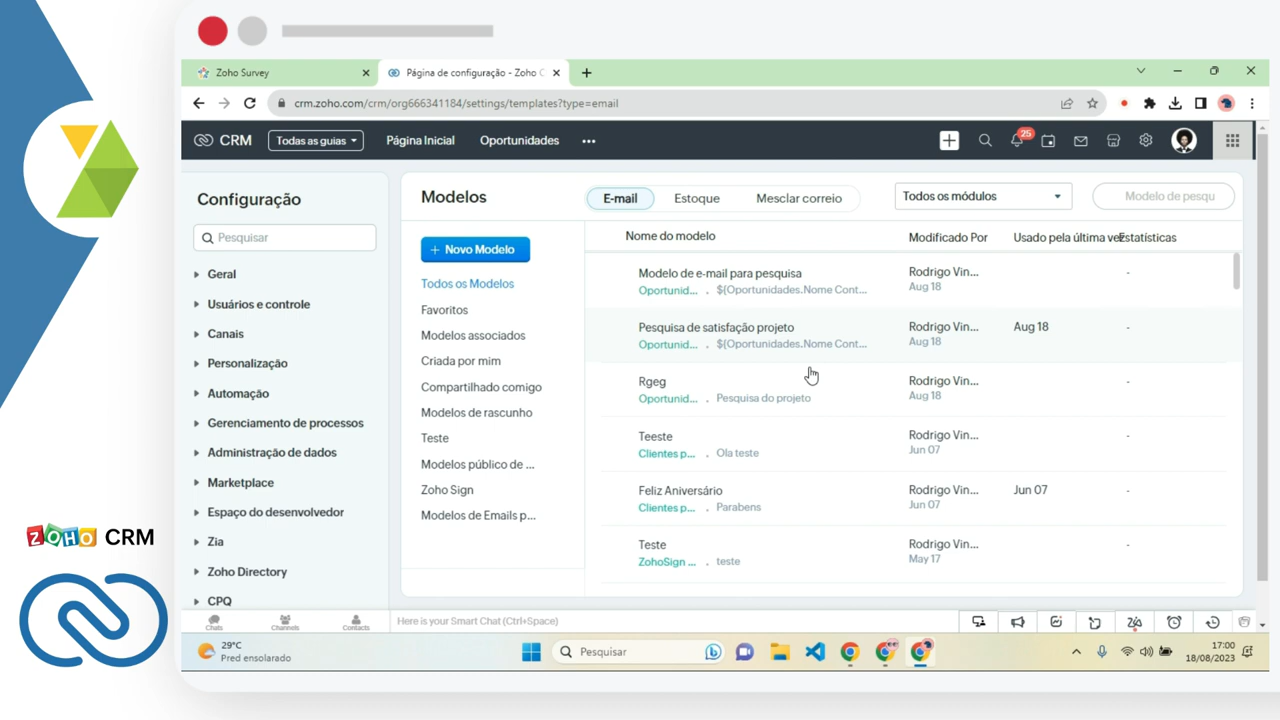 Zoho Survey
Página de configuração - Zoho C
crm.zoho.com/crm/org666341184/settings/templates?type=email
CRM
Todas as guias
Página Inicial
Oportunidades
•••
25
Configuração
Pesquisar
Geral
Usuários e controle
Canais
Personalização
Automação
Gerenciamento de processos
Administração de dados
Marketplace
Espaço do desenvolvedor
Zia
Zoho Directory
CPQ
Modelos
E-mail
Estoque
Mesclar correio
Todos os módulos
Modelo de pesqu
+ Novo Modelo
Todos os Modelos
Favoritos
Modelos associados
Criada por mim
Compartilhado comigo
Modelos de rascunho
Teste
Modelos público de ...
Zoho Sign
Modelos de Emails p...
Nome do modelo
Modificado Por
Usado pela última vez
Estatísticas
Modelo de e-mail para pesquisa
Rodrigo Vin...
-
Oportunid... . ${Oportunidades.Nome Cont...
Aug 18
Pesquisa de satisfação projeto
Rodrigo Vin...
Aug 18
-
Oportunid... . ${Oportunidades.Nome Cont...
Aug 18
Rgeg
Rodrigo Vin...
-
Oportunid... . Pesquisa do projeto
Aug 18
Teeste
Rodrigo Vin...
-
Clientes p... . Ola teste
Jun 07
Feliz Aniversário
Rodrigo Vin...
Jun 07
-
Clientes p... . Parabens
Jun 07
Teste
Rodrigo Vin...
-
ZohoSign ... . teste
May 17
Chats
Channels
Contacts
Here is your Smart Chat (Ctrl+Space)
29°C
Pred ensolarado
Pesquisar
17:00
18/08/2023
ZOHO CRM